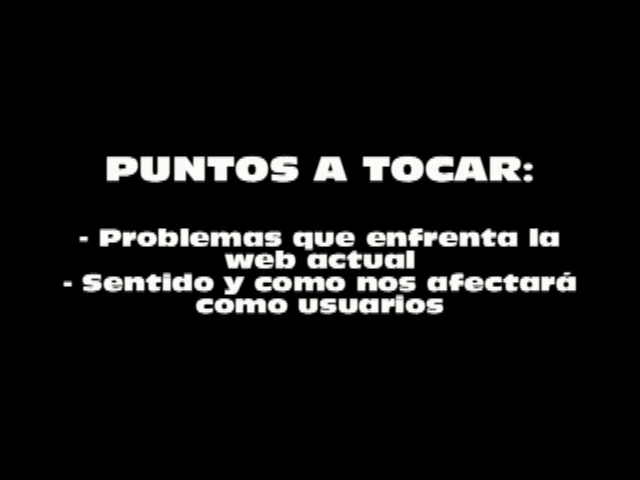 PUNTOS A TOCAR:
- Problemas que enfrenta la
web actual
- Sentido y como nos afectará
como usuarios